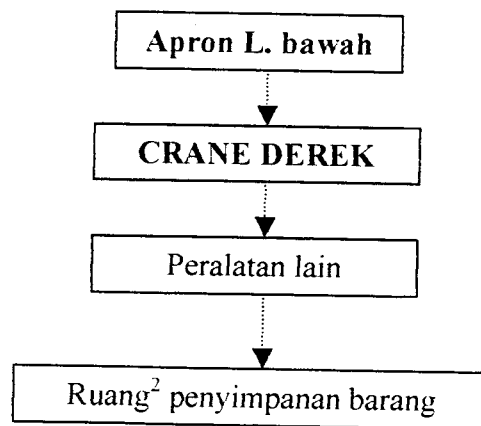 Apron L. bawah
CRANE DEREK
Peralatan lain
Ruang² penyimpanan barang